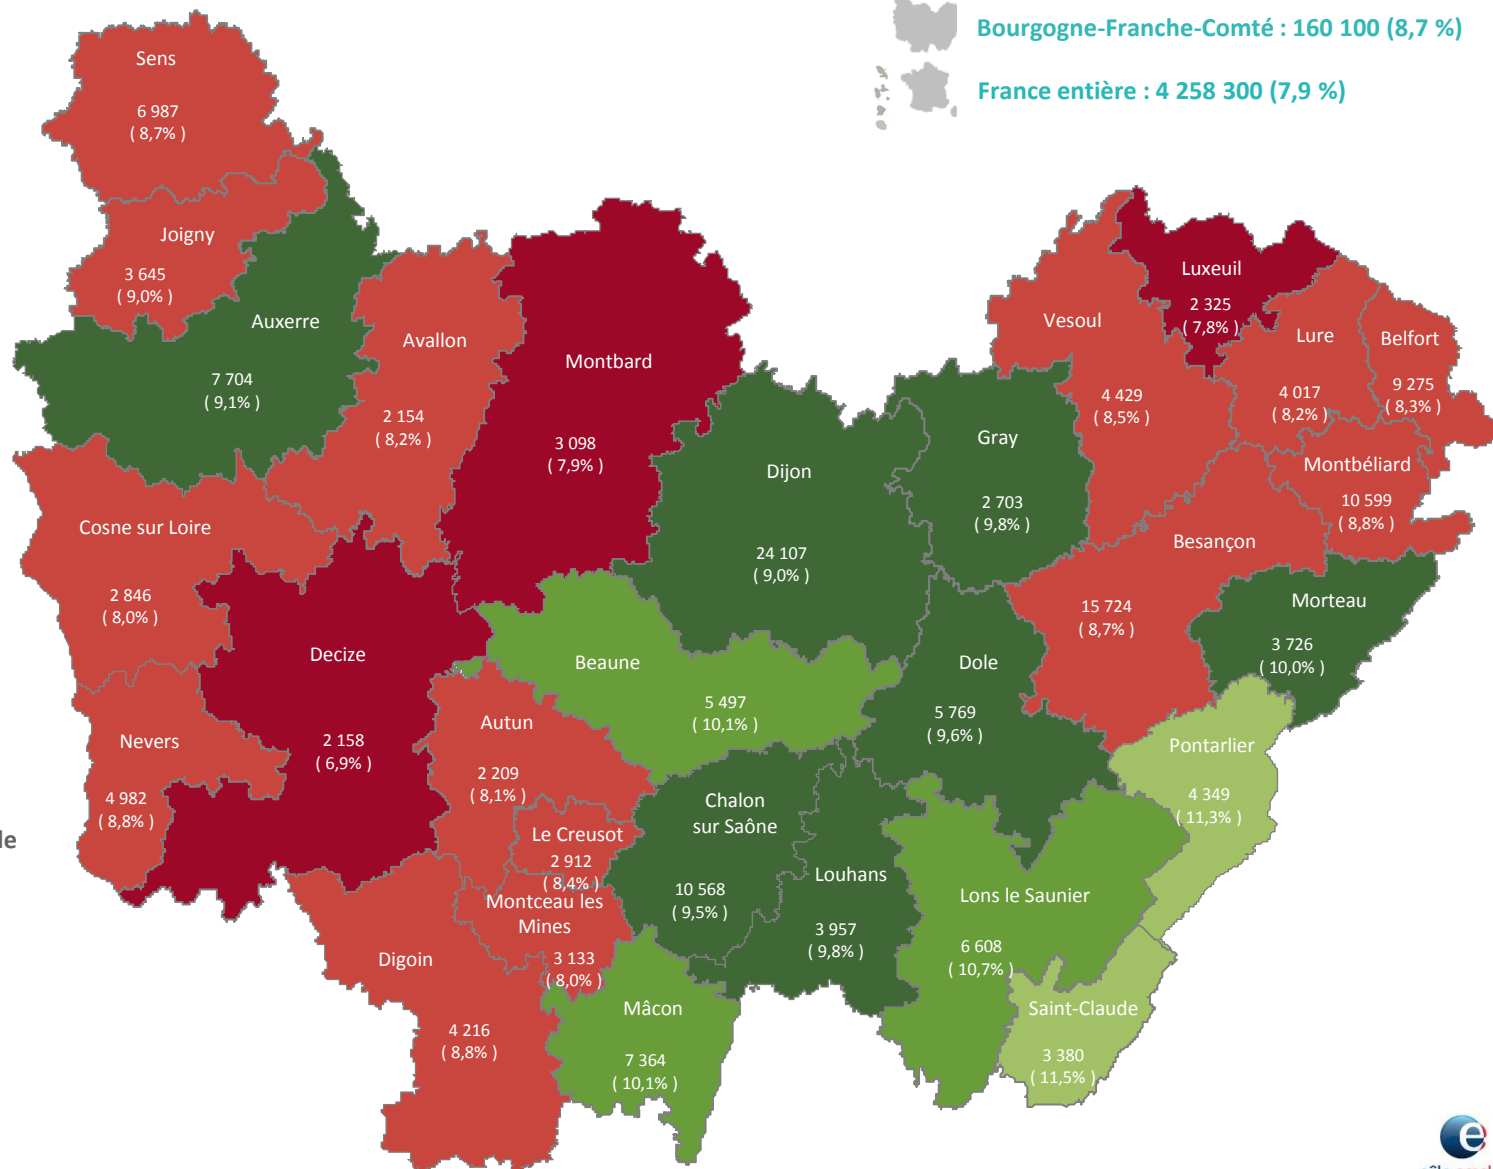 Bourgogne-Franche-Comté : 160 100 (8,7 %)
France entière : 4 258 300 (7,9 %)
Sens
6 987
( 8,7% )
Joigny
3 645
( 9,0% )
Auxerre
7 704
( 9,1% )
Avallon
2 154
( 8,2% )
Montbard
3 098
( 7,9% )
Luxeuil
2 325
( 7,8% )
Vesoul
4 429
( 8,5% )
Lure
4 017
( 8,2% )
Belfort
9 275
( 8,3% )
Montbéliard
10 599
( 8,8% )
Gray
2 703
( 9,8% )
Dijon
24 107
( 9,0% )
Cosne sur Loire
2 846
( 8,0% )
Besançon
15 724
( 8,7% )
Morteau
3 726
( 10,0% )
Decize
2 158
( 6,9% )
Beaune
5 497
( 10,1% )
Dole
5 769
( 9,6% )
Nevers
4 982
( 8,8% )
Autun
2 209
( 8,1% )
Pontarlier
4 349
( 11,3% )
Chalon
sur Saône
10 568
( 9,5% )
Le Creusot
2 912
( 8,4% )
le
Louhans
3 957
( 9,8% )
Lons le Saunier
6 608
( 10,7% )
Montceau les
Mines
3 133
( 8,0% )
Digoin
4 216
( 8,8% )
Mâcon
7 364
( 10,1% )
Saint-Claude
3 380
( 11,5% )